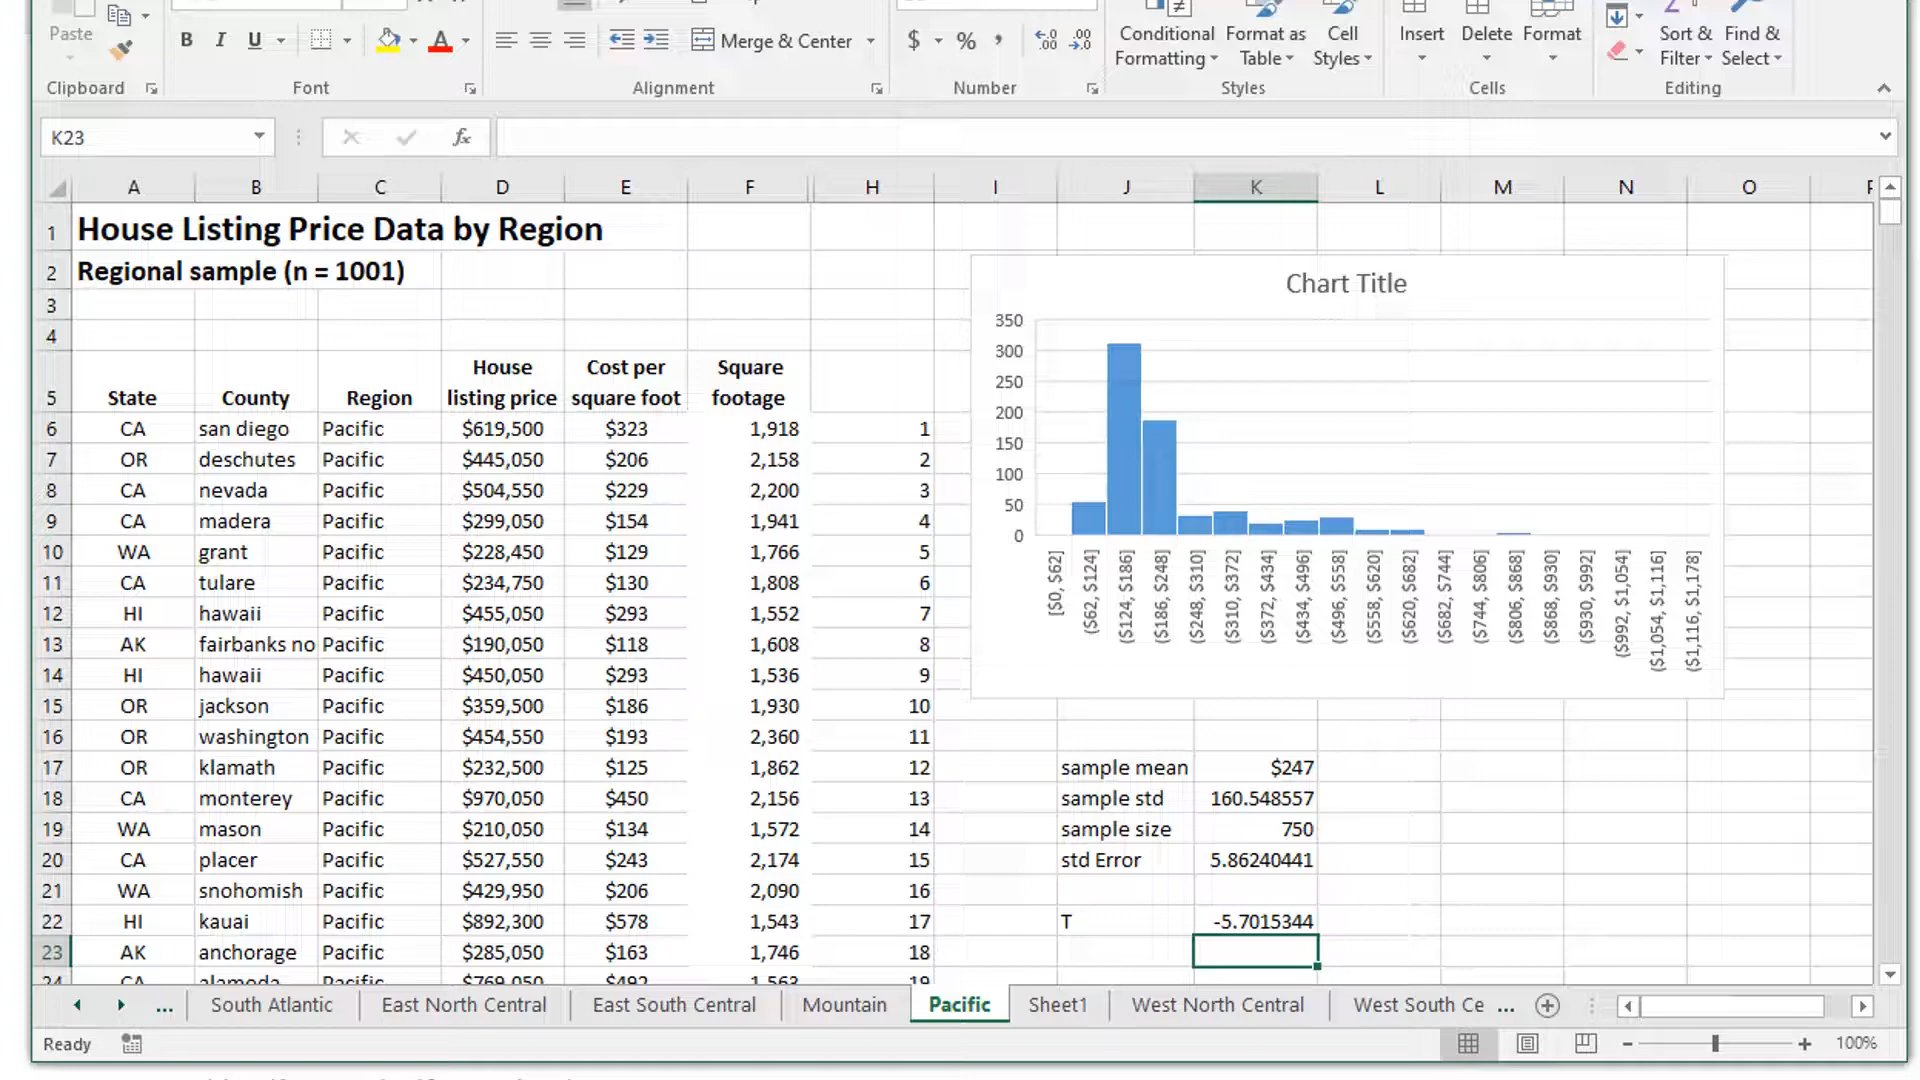 Paste
B I U
Merge & Center
$ % ,
Conditional Formatting
Format as Table
Cell Styles
Insert
Delete
Format
Sort & Filter
Find & Select
Clipboard
Font
Alignment
Number
Styles
Cells
Editing
K23
fx
A B C D E F H I J K L M N O
1 House Listing Price Data by Region
2 Regional sample (n = 1001)
3
4
5 State County Region House listing price Cost per square foot Square footage
6 CA san diego Pacific $619,500 $323 1,918 1
7 OR deschutes Pacific $445,050 $206 2,158 2
8 CA nevada Pacific $504,550 $229 2,200 3
9 CA madera Pacific $299,050 $154 1,941 4
10 WA grant Pacific $228,450 $129 1,766 5
11 CA tulare Pacific $234,750 $130 1,808 6
12 HI hawaii Pacific $455,050 $293 1,552 7
13 AK fairbanks no Pacific $190,050 $118 1,608 8
14 HI hawaii Pacific $450,050 $293 1,536 9
15 OR jackson Pacific $359,500 $186 1,930 10
16 OR washington Pacific $454,550 $193 2,360 11
17 OR klamath Pacific $232,500 $125 1,862 12 sample mean $247
18 CA monterey Pacific $970,050 $450 2,156 13 sample std 160.548557
19 WA mason Pacific $210,050 $134 1,572 14 sample size 750
20 CA placer Pacific $527,550 $243 2,174 15 std Error 5.86240441
21 WA snohomish Pacific $429,950 $206 2,090 16
22 HI kauai Pacific $892,300 $578 1,543 17 T -5.7015344
23 AK anchorage Pacific $285,050 $163 1,746 18
24 CA alameda Pacific $769,050 $492 1,563 19
Chart Title
350
300
250
200
150
100
50
0
[$0, $62]
($62, $124]
($124, $186]
($186, $248]
($248, $310]
($310, $372]
($372, $434]
($434, $496]
($496, $558]
($558, $620]
($620, $682]
($682, $744]
($744, $806]
($806, $868]
($868, $930]
($930, $992]
($992, $1,054]
($1,054, $1,116]
($1,116, $1,178]
... South Atlantic East North Central East South Central Mountain Pacific Sheet1 West North Central West South Ce ...
Ready
100%